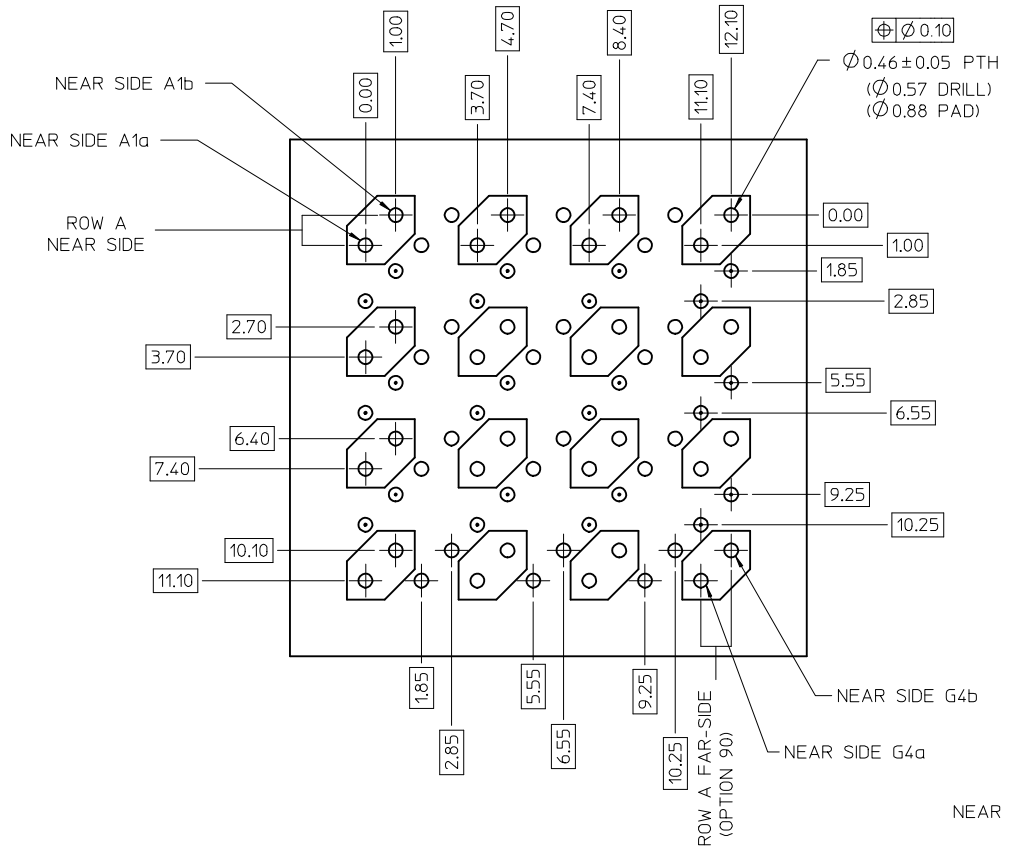 0.00
1.00
3.70
4.70
7.40
8.40
11.10
12.10
⌖ Ø 0.10
Ø 0.46±0.05 PTH
(Ø 0.57 DRILL)
(Ø 0.88 PAD)
NEAR SIDE A1b
NEAR SIDE A1a
ROW A
NEAR SIDE
0.00
1.00
1.85
2.85
2.70
3.70
5.55
6.55
6.40
7.40
9.25
10.25
10.10
11.10
1.85
2.85
5.55
6.55
9.25
10.25
ROW A FAR-SIDE
(OPTION 90)
NEAR SIDE G4b
NEAR SIDE G4a
NEAR